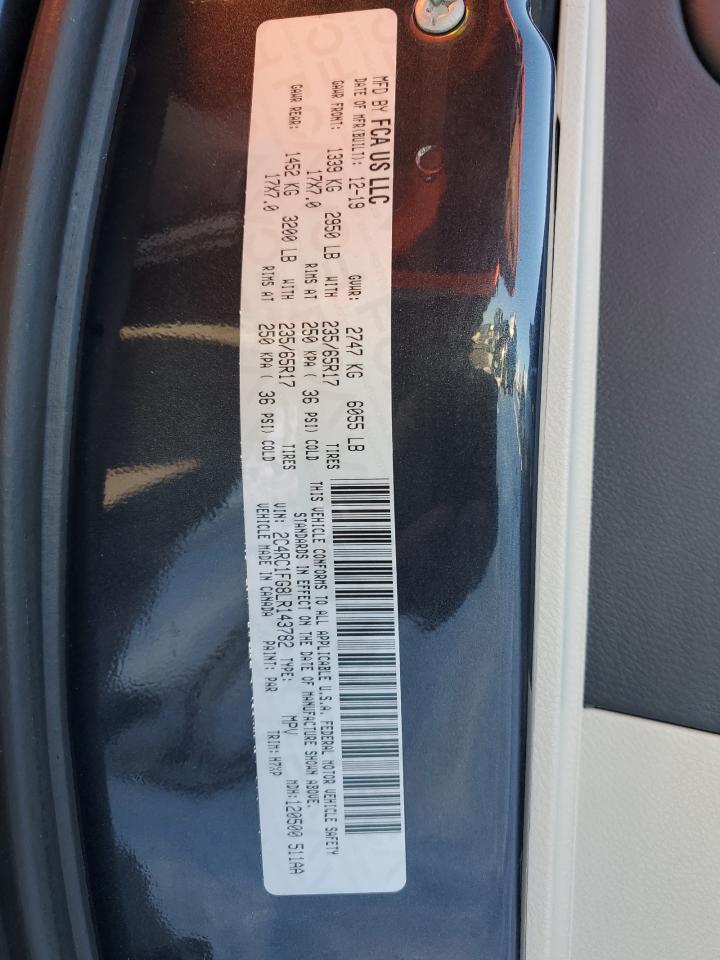 MFD BY FCA US LLC
DATE OF MFR(BUILT): 12-19 GVWR: 2747 KG 6055 LB
GAWR FRONT: 1339 KG 2950 LB WITH 235/65R17 TIRES
17X7.0 RIMS AT 250 KPA ( 36 PSI) COLD
GAWR REAR: 1452 KG 3200 LB WITH 235/65R17 TIRES
17X7.0 RIMS AT 250 KPA ( 36 PSI) COLD
THIS VEHICLE CONFORMS TO ALL APPLICABLE U.S.A. FEDERAL MOTOR VEHICLE SAFETY
STANDARDS IN EFFECT ON THE DATE OF MANUFACTURE SHOWN ABOVE.
VIN: 2C4RC1FG8LR143782 TYPE: MPV MDH:120500 511AA
VEHICLE MADE IN CANADA PAINT: PAR TRIM: H7XP